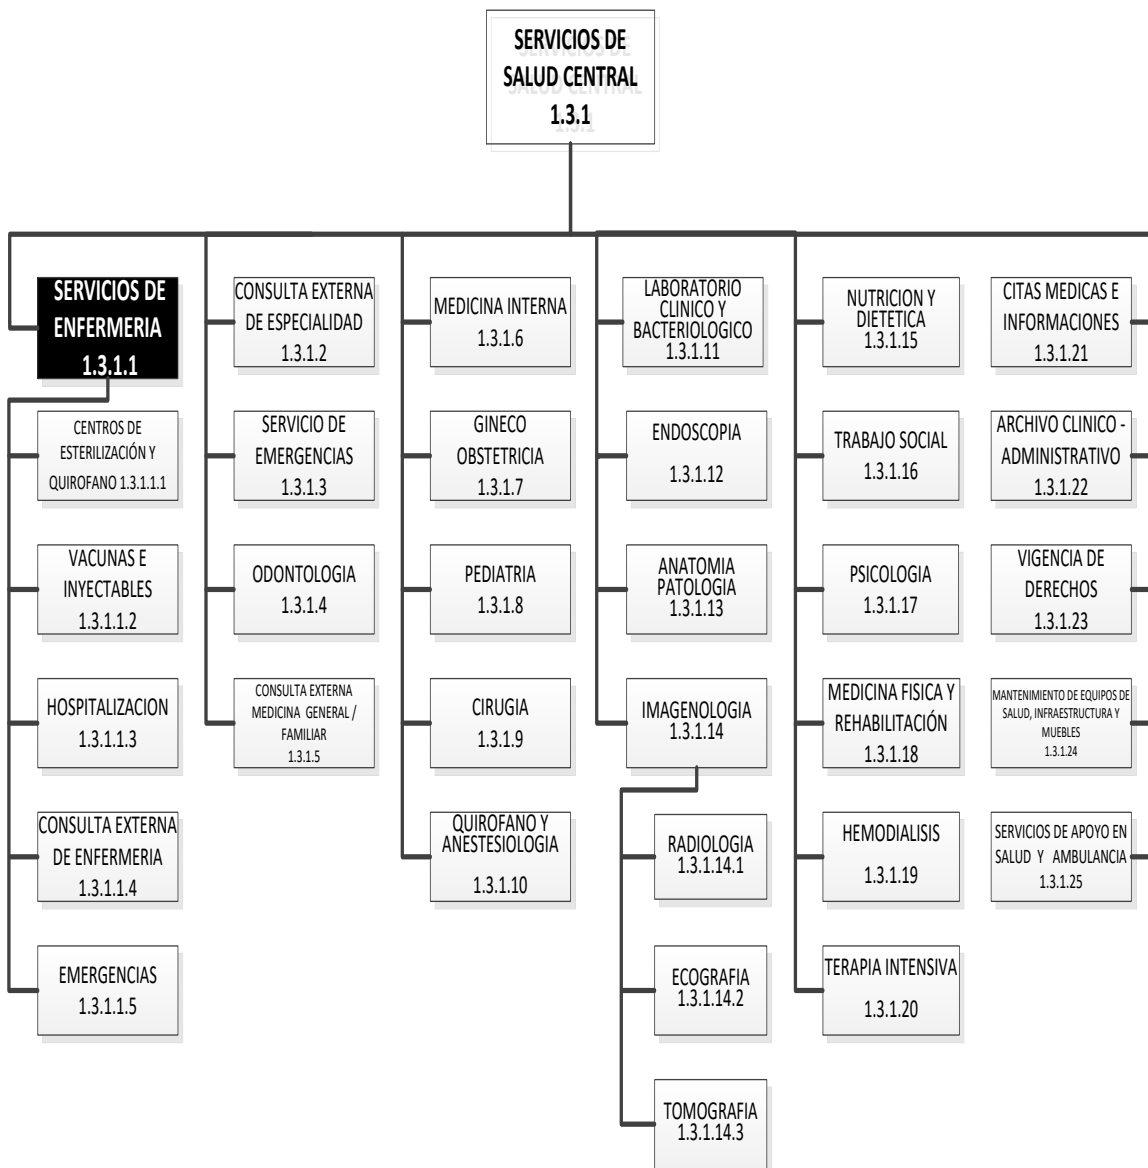 SERVICIOS DE
SALUD CENTRAL
1.3.1
SERVICIOS DE
ENFERMERIA
1.3.1.1
CENTROS DE
ESTERILIZACIÓN Y
QUIROFANO 1.3.1.1.1
VACUNAS E
INYECTABLES
1.3.1.1.2
HOSPITALIZACION
1.3.1.1.3
CONSULTA EXTERNA
DE ENFERMERIA
1.3.1.1.4
EMERGENCIAS
1.3.1.1.5
CONSULTA EXTERNA
DE ESPECIALIDAD
1.3.1.2
SERVICIO DE
EMERGENCIAS
1.3.1.3
ODONTOLOGIA
1.3.1.4
CONSULTA EXTERNA
MEDICINA GENERAL /
FAMILIAR
1.3.1.5
MEDICINA INTERNA
1.3.1.6
GINECO
OBSTETRICIA
1.3.1.7
PEDIATRIA
1.3.1.8
CIRUGIA
1.3.1.9
QUIROFANO Y
ANESTESIOLOGIA
1.3.1.10
LABORATORIO
CLINICO Y
BACTERIOLOGICO
1.3.1.11
ENDOSCOPIA
1.3.1.12
ANATOMIA
PATOLOGIA
1.3.1.13
IMAGENOLOGIA
1.3.1.14
RADIOLOGIA
1.3.1.14.1
ECOGRAFIA
1.3.1.14.2
TOMOGRAFIA
1.3.1.14.3
NUTRICION Y
DIETETICA
1.3.1.15
TRABAJO SOCIAL
1.3.1.16
PSICOLOGIA
1.3.1.17
MEDICINA FISICA Y
REHABILITACIÓN
1.3.1.18
HEMODIALISIS
1.3.1.19
TERAPIA INTENSIVA
1.3.1.20
CITAS MEDICAS E
INFORMACIONES
1.3.1.21
ARCHIVO CLINICO -
ADMINISTRATIVO
1.3.1.22
VIGENCIA DE
DERECHOS
1.3.1.23
MANTENIMIENTO DE EQUIPOS DE
SALUD, INFRAESTRUCTURA Y
MUEBLES
1.3.1.24
SERVICIOS DE APOYO EN
SALUD Y AMBULANCIA
1.3.1.25